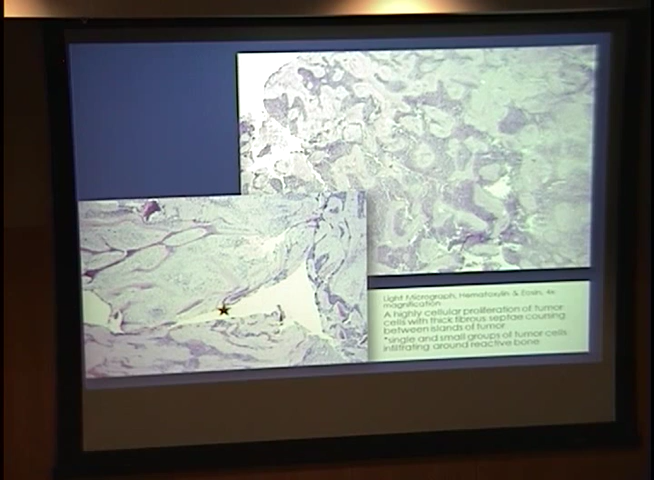 Light Micrograph, Hematoxylin & Eosin, 4x
magnification
A highly cellular proliferation of tumor
cells with thick fibrous septae coursing
between islands of tumor
*single and small groups of tumor cells
infiltrating around reactive bone